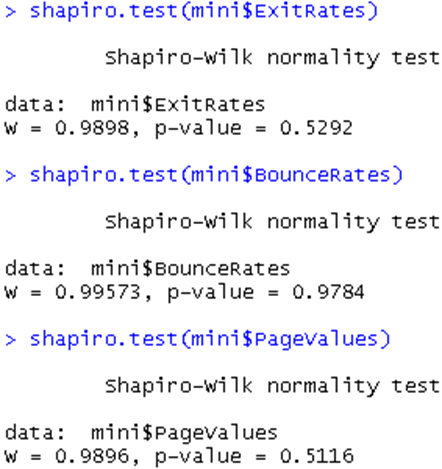 > shapiro.test(mini$ExitRates)
Shapiro-Wilk normality test
data:  mini$ExitRates
W = 0.9898, p-value = 0.5292
> shapiro.test(mini$BounceRates)
Shapiro-Wilk normality test
data:  mini$BounceRates
W = 0.99573, p-value = 0.9784
> shapiro.test(mini$PageValues)
Shapiro-Wilk normality test
data:  mini$PageValues
W = 0.9896, p-value = 0.5116